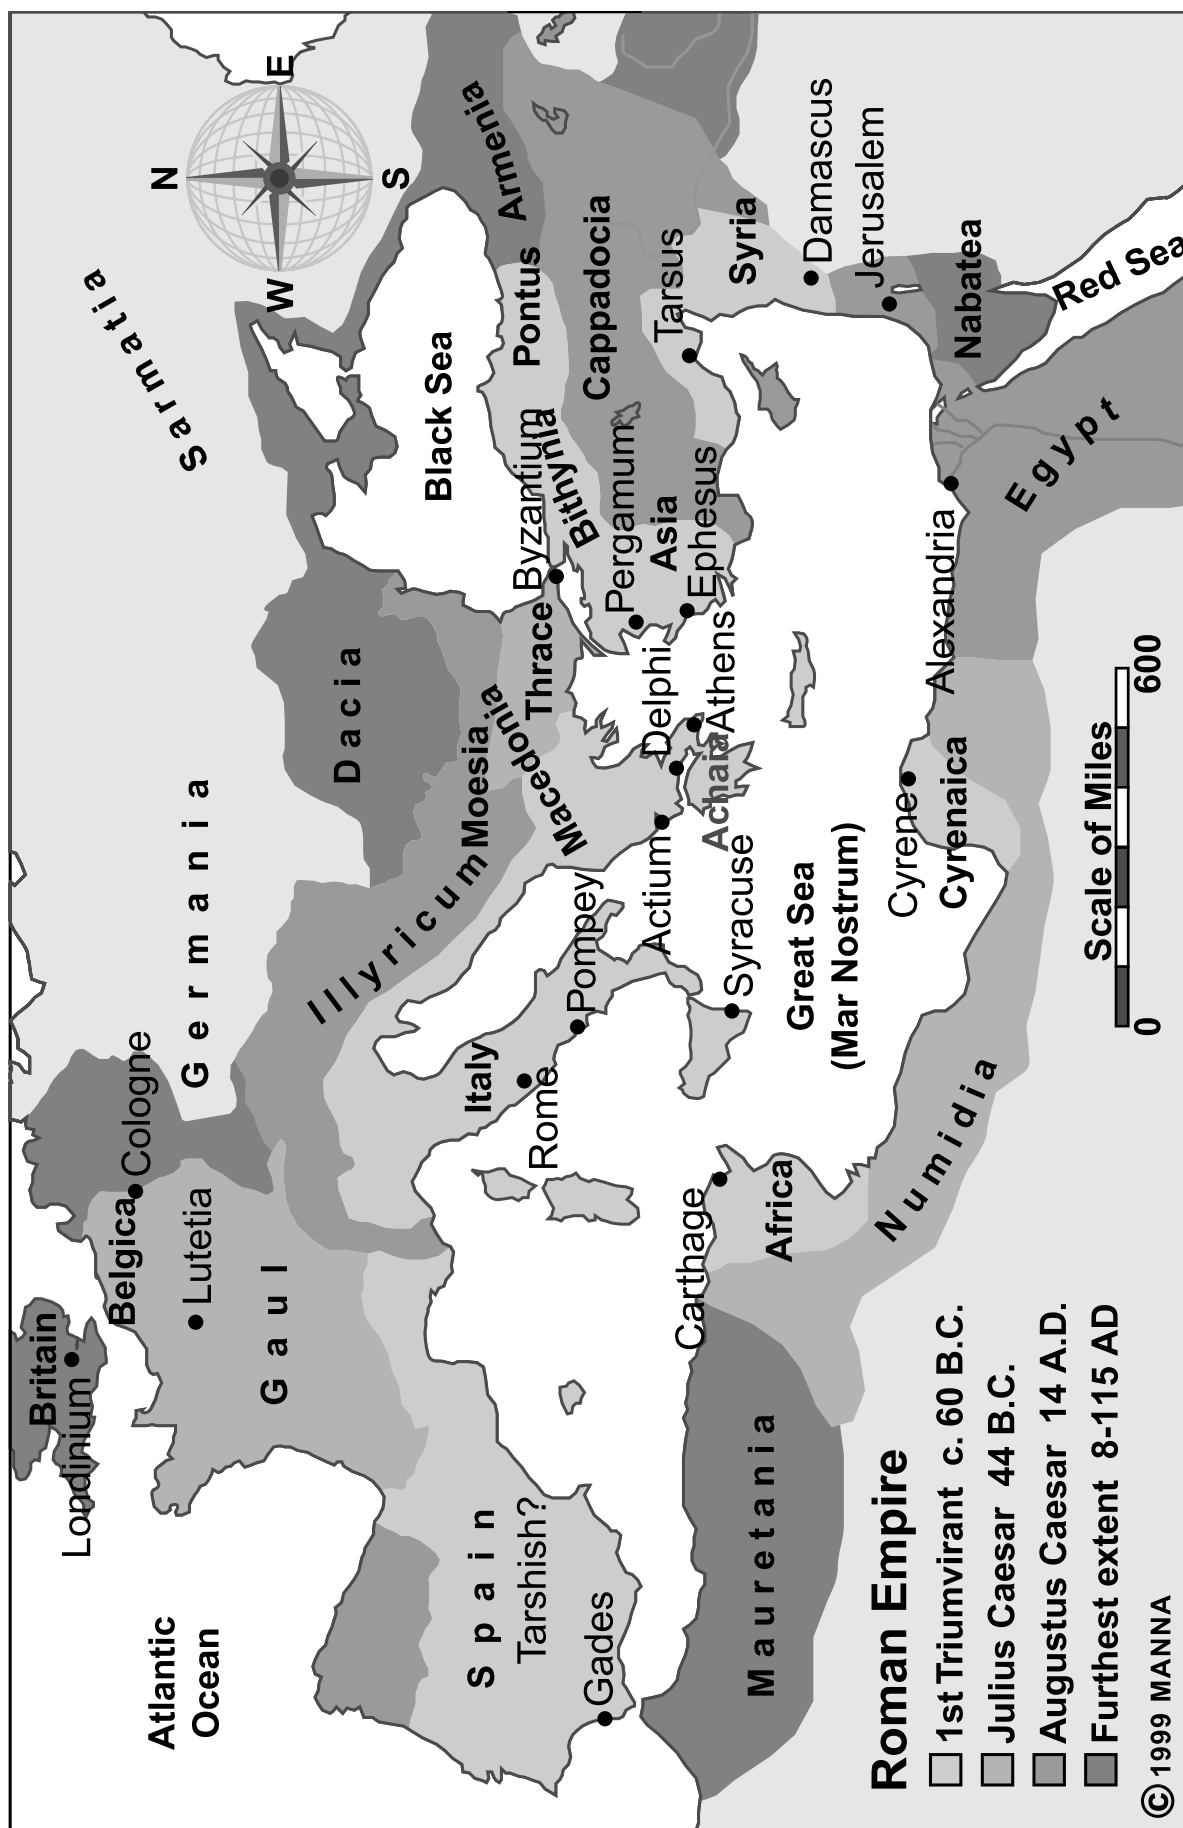 Britain
Londinium
Belgica
Cologne
Lutetia
Gaul
Germania
Sarmatia
N
E
S
W
Atlantic
Ocean
Dacia
Illyricum
Moesia
Macedonia
Thrace
Black Sea
Byzantium
Bithynia
Pontus
Armenia
Cappadocia
Pergamum
Asia
Ephesus
Tarsus
Syria
Damascus
Jerusalem
Nabatea
Red Sea
Egypt
Alexandria
Spain
Tarshish?
Gades
Italy
Rome
Pompey
Actium
Delphi
Athens
Achaia
Syracuse
Great Sea
(Mar Nostrum)
Cyrene
Cyrenaica
Carthage
Africa
Numidia
Mauretania
Roman Empire
1st Triumvirant c. 60 B.C.
Julius Caesar 44 B.C.
Augustus Caesar 14 A.D.
Furthest extent 8-115 AD
© 1999 MANNA
Scale of Miles
0 600